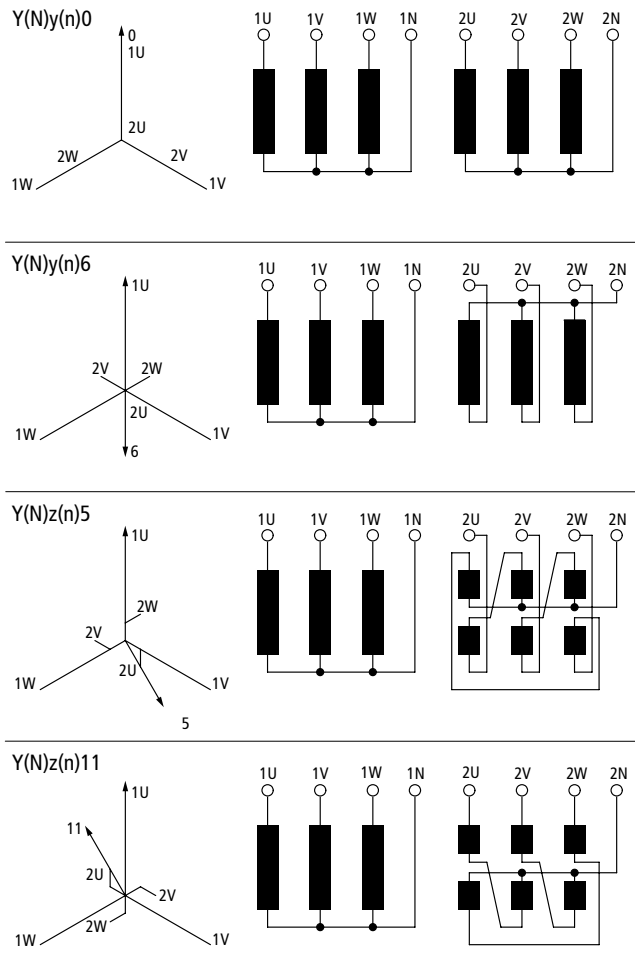 Y(N)y(n)0
0
1U
2U
2W
2V
1W
1V
1U 1V 1W 1N 2U 2V 2W 2N
Y(N)y(n)6
1U
2V 2W
2U
1W
1V
6
1U 1V 1W 1N 2U 2V 2W 2N
Y(N)z(n)5
1U
2W
2V
2U
1W
1V
5
1U 1V 1W 1N 2U 2V 2W 2N
Y(N)z(n)11
1U
11
2U
2V
2W
1W
1V
1U 1V 1W 1N 2U 2V 2W 2N